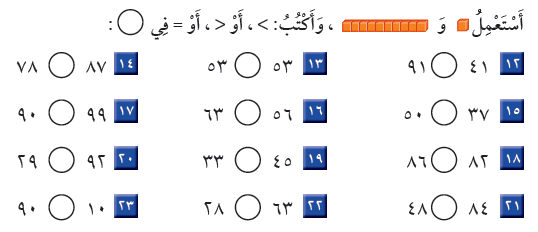 أَسْتَعْمِلُ وَ ، وَأَكْتُبُ: > ، أَوْ < ، أَوْ = فِي ○ :
١٢ ٤١ ○ ٩١ ١٣ ٥٣ ○ ٥٣ ١٤ ٨٧ ○ ٧٨
١٥ ٣٧ ○ ٥٠ ١٦ ٥٦ ○ ٦٣ ١٧ ٩٩ ○ ٩٠
١٨ ٨٢ ○ ٨٦ ١٩ ٤٥ ○ ٣٣ ٢٠ ٩٢ ○ ٢٩
٢١ ٨٤ ○ ٤٨ ٢٢ ٦٣ ○ ٢٨ ٢٣ ١٠ ○ ٩٠